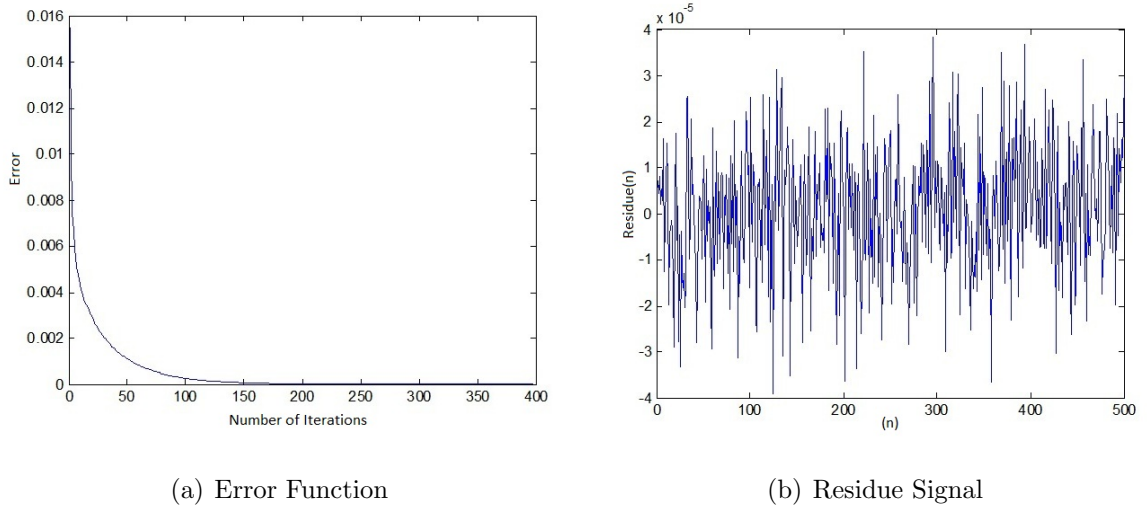 0.016
0.014
0.012
0.01
0.008
0.006
0.004
0.002
0
Error
0 50 100 150 200 250 300 350 400
Number of Iterations
(a) Error Function
x 10-5
4
3
2
1
0
-1
-2
-3
-4
Residue(n)
0 100 200 300 400 500
(n)
(b) Residue Signal